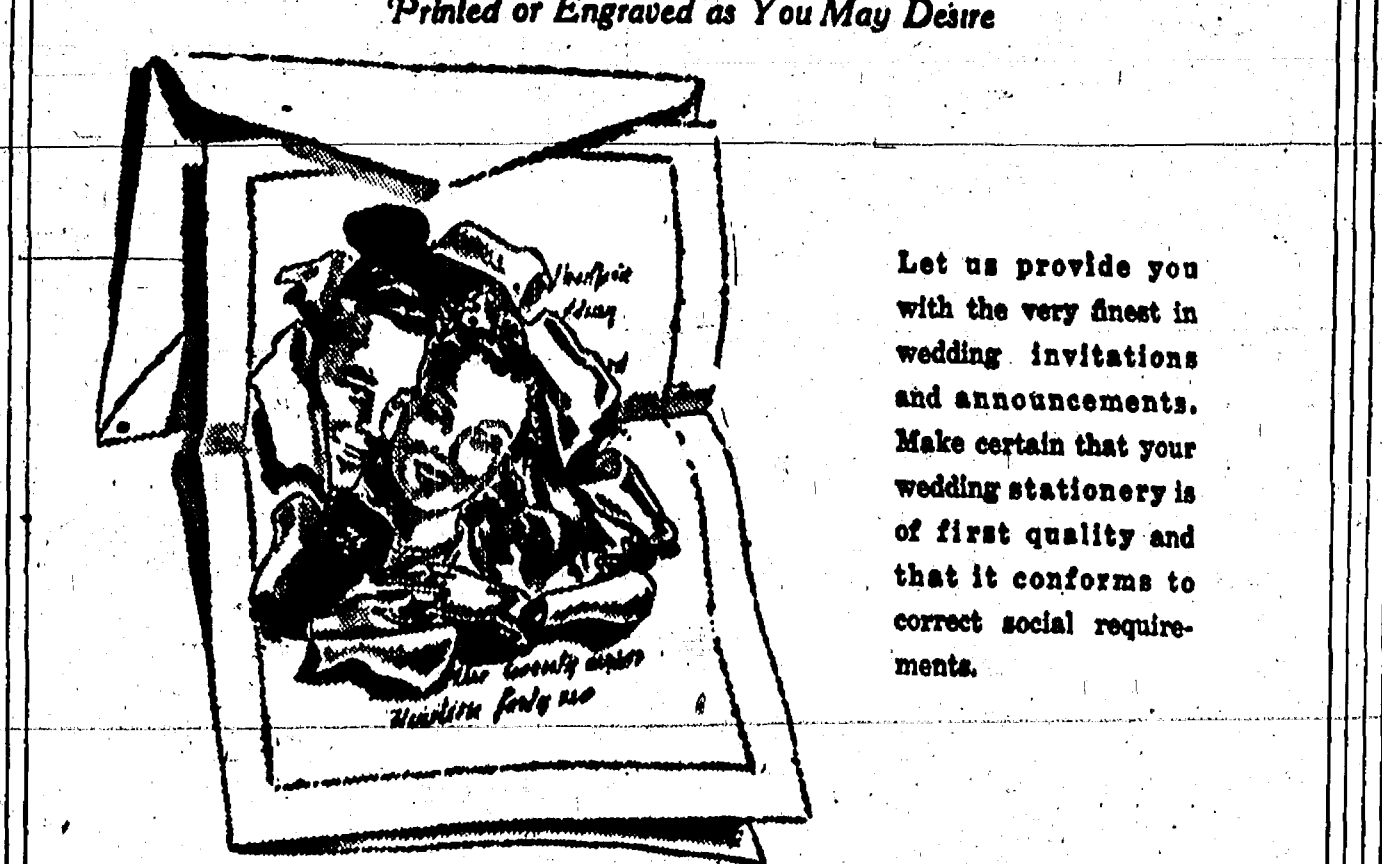 Printed or Engraved as You May Desire
Let us provide you
with the very finest in
wedding invitations
and announcements.
Make certain that your
wedding stationery is
of first quality and
that it conforms to
correct social require-
ments.
twenty
forty